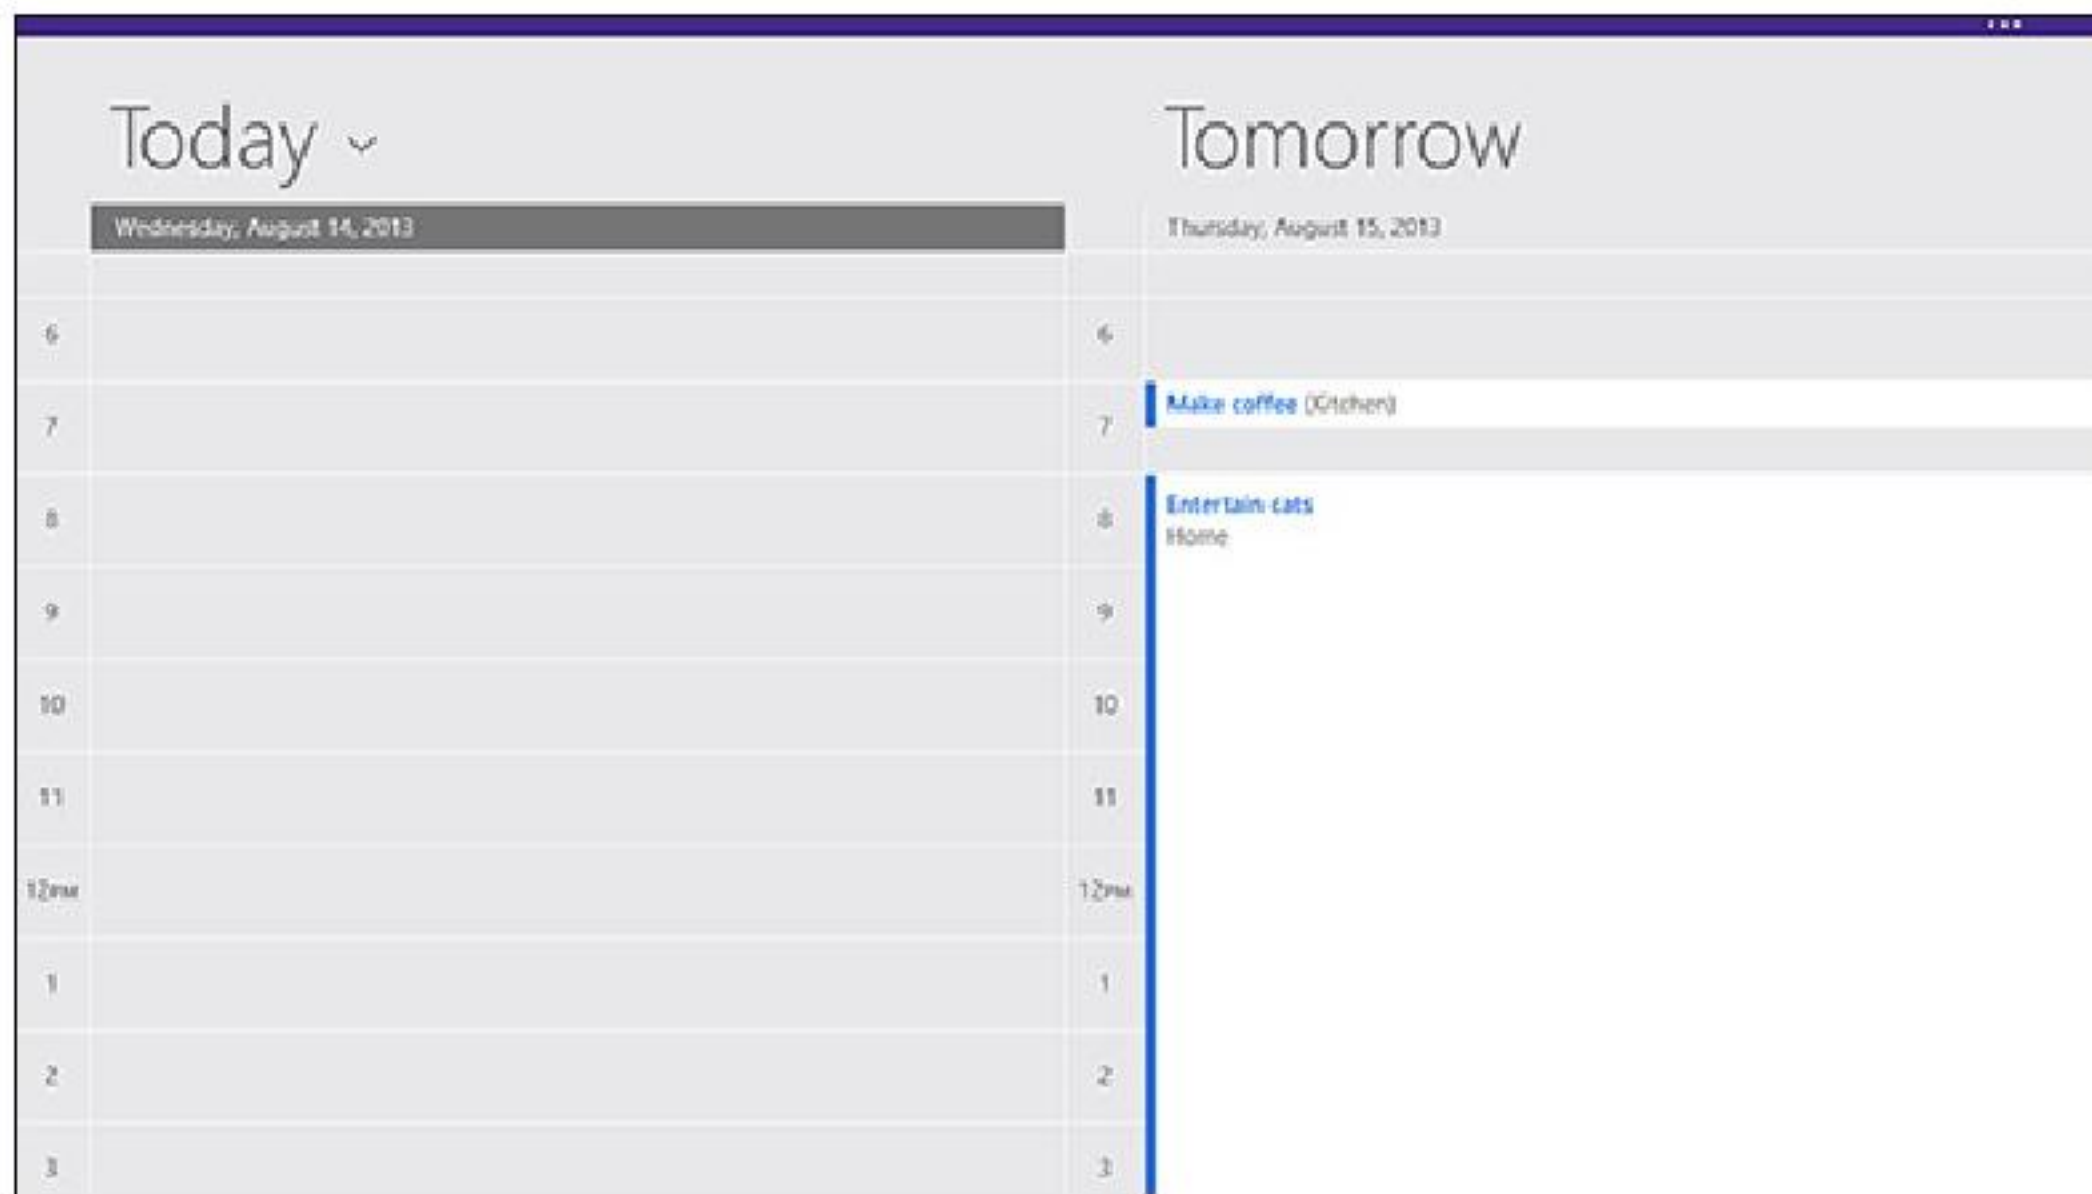 Today
Wednesday, August 14, 2013
6
7
8
9
10
11
12PM
1
2
3
Tomorrow
Thursday, August 15, 2013
6
7
8
9
10
11
12PM
1
2
3
Make coffee (Kitchen)
Entertain cats
Home